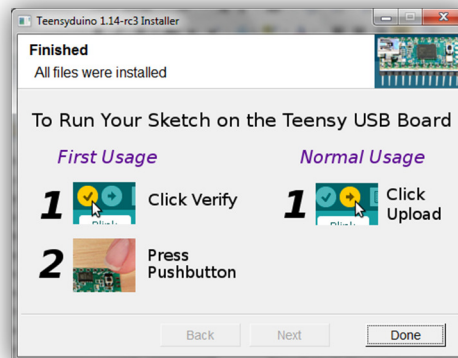 Teensyduino 1.14-rc3 Installer
Finished
All files were installed
To Run Your Sketch on the Teensy USB Board
First Usage
Normal Usage
1
Click Verify
1
Click
Upload
2
Press
Pushbutton
Back
Next
Done